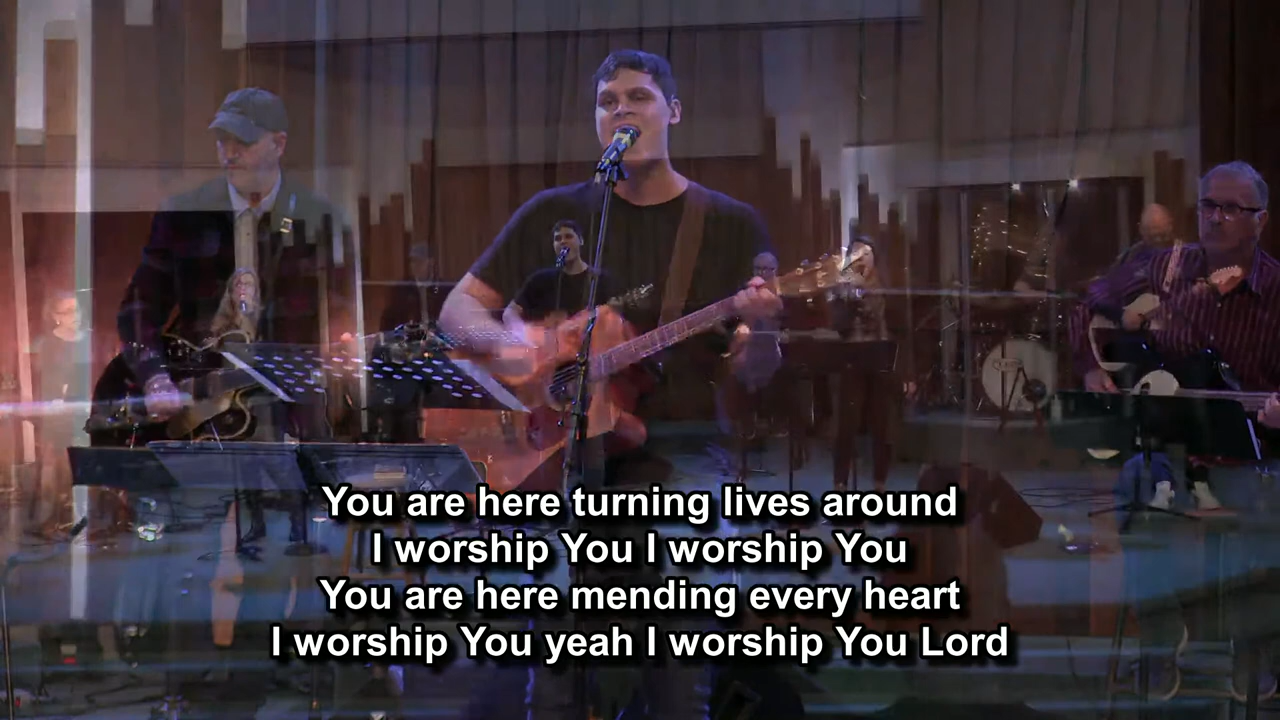 You are here turning lives around
I worship You I worship You
You are here mending every heart
I worship You yeah I worship You Lord